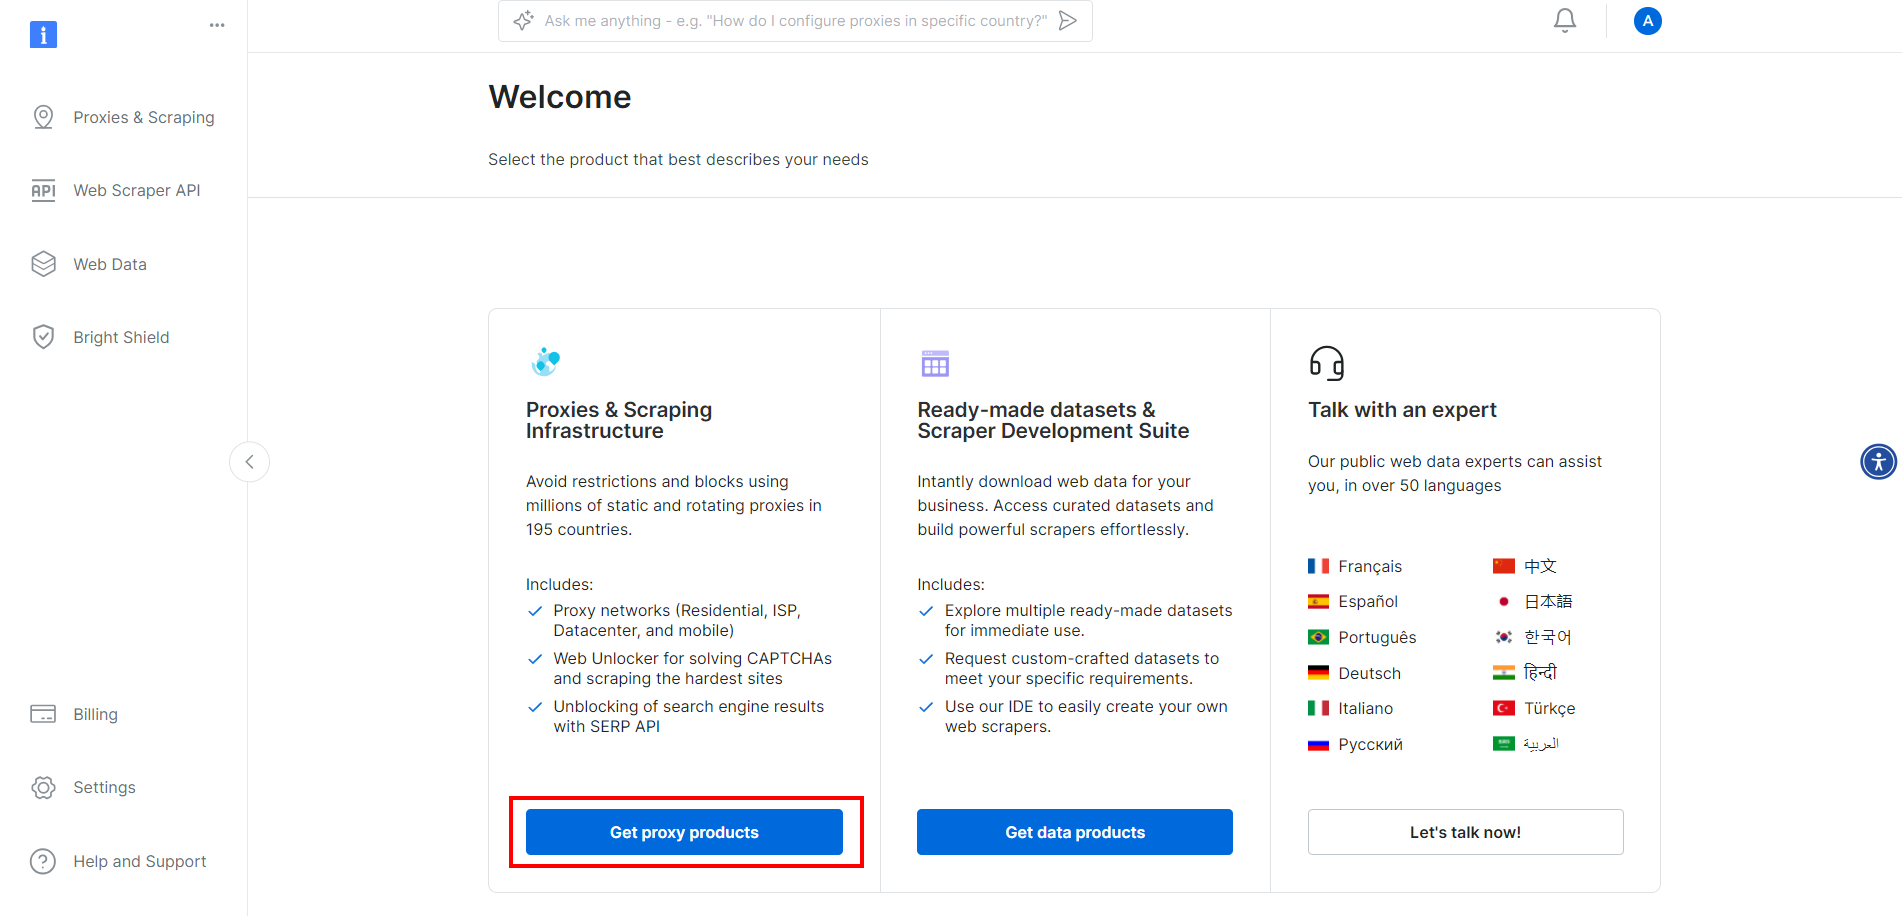 i
Ask me anything - e.g. "How do I configure proxies in specific country?"
A
Proxies & Scraping
API
Web Scraper API
Web Data
Bright Shield
Billing
Settings
?
Help and Support
Welcome
Select the product that best describes your needs
Proxies & Scraping
Infrastructure
Avoid restrictions and blocks using
millions of static and rotating proxies in
195 countries.
Includes:
Proxy networks (Residential, ISP,
Datacenter, and mobile)
Web Unlocker for solving CAPTCHAs
and scraping the hardest sites
Unblocking of search engine results
with SERP API
Get proxy products
Ready-made datasets &
Scraper Development Suite
Intantly download web data for your
business. Access curated datasets and
build powerful scrapers effortlessly.
Includes:
Explore multiple ready-made datasets
for immediate use.
Request custom-crafted datasets to
meet your specific requirements.
Use our IDE to easily create your own
web scrapers.
Get data products
Talk with an expert
Our public web data experts can assist
you, in over 50 languages
Français
Español
Português
Deutsch
Italiano
Русский
中文
日本語
한국어
हिन्दी
Türkçe
العربية
Let's talk now!